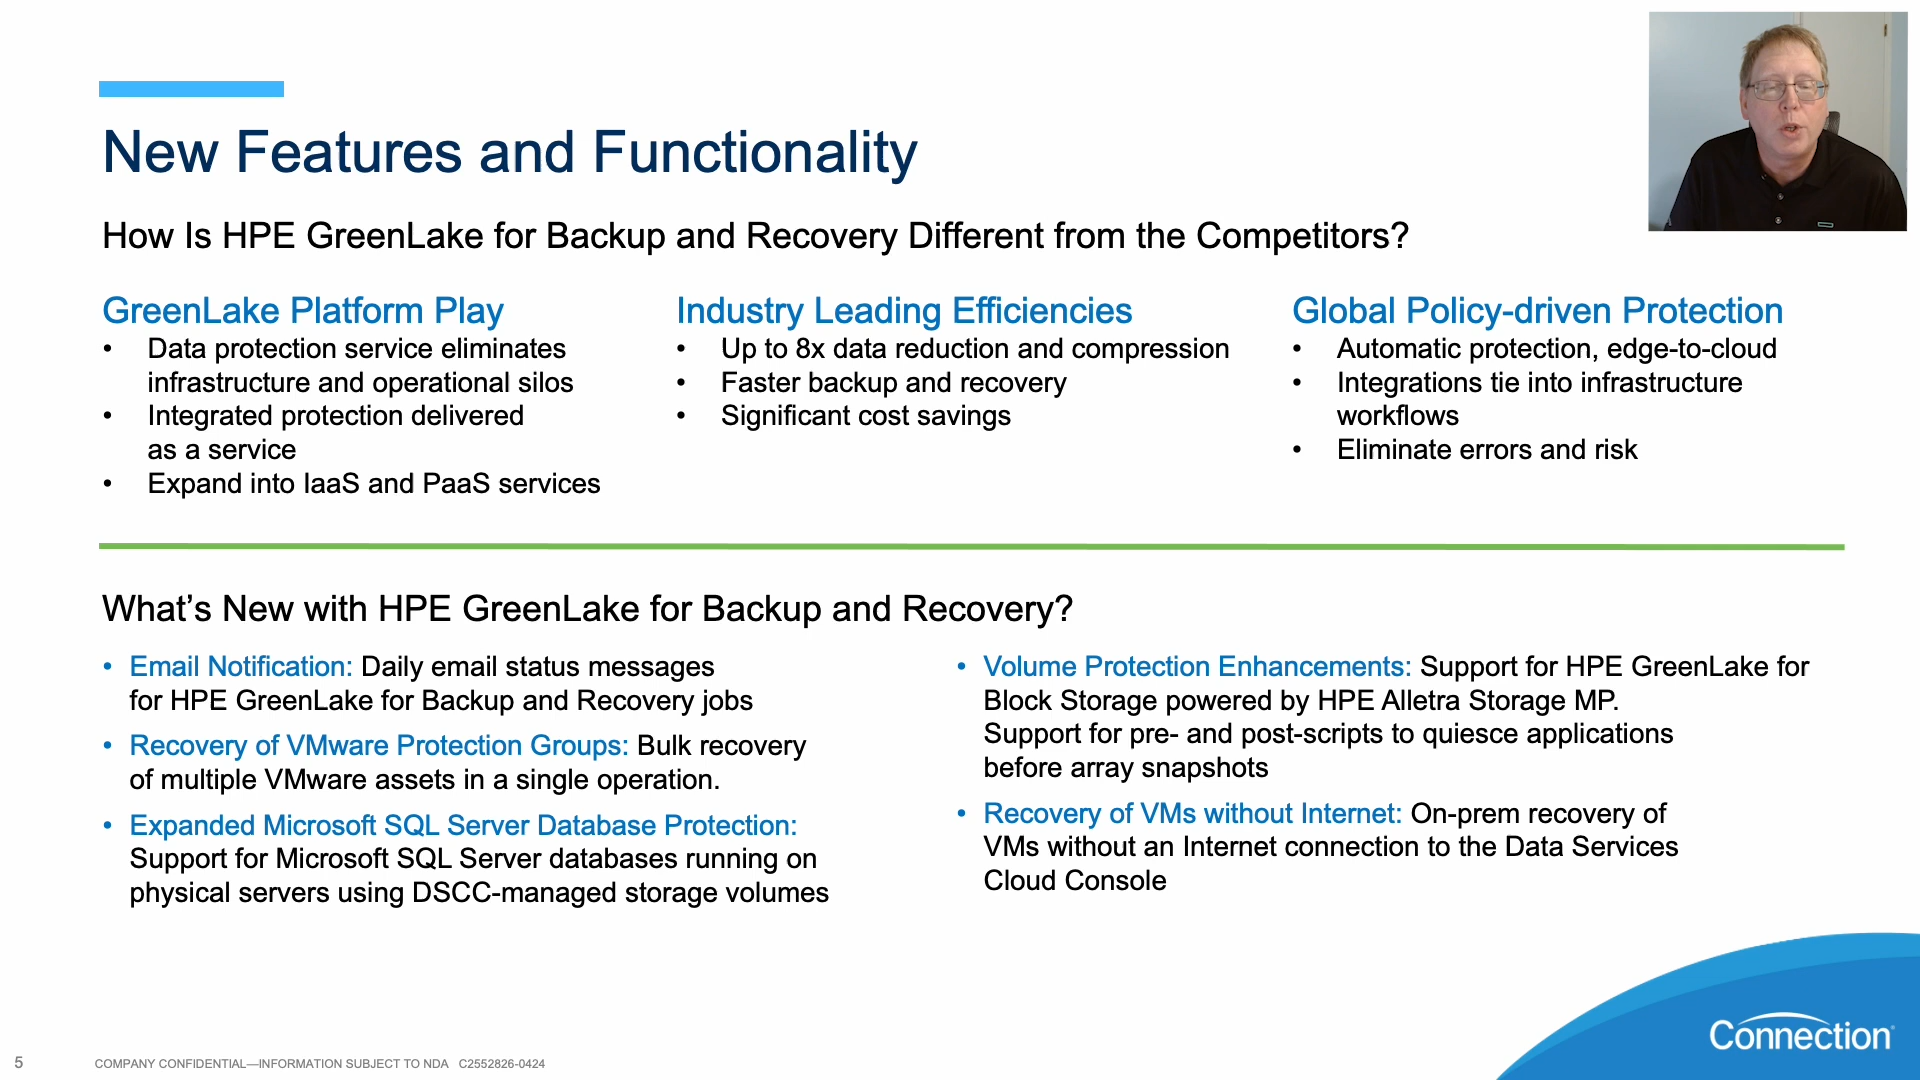 New Features and Functionality
How Is HPE GreenLake for Backup and Recovery Different from the Competitors?
GreenLake Platform Play
• Data protection service eliminates
infrastructure and operational silos
• Integrated protection delivered
as a service
• Expand into IaaS and PaaS services
Industry Leading Efficiencies
• Up to 8x data reduction and compression
• Faster backup and recovery
• Significant cost savings
Global Policy-driven Protection
• Automatic protection, edge-to-cloud
• Integrations tie into infrastructure
workflows
• Eliminate errors and risk
What’s New with HPE GreenLake for Backup and Recovery?
• Email Notification: Daily email status messages
for HPE GreenLake for Backup and Recovery jobs
• Recovery of VMware Protection Groups: Bulk recovery
of multiple VMware assets in a single operation.
• Expanded Microsoft SQL Server Database Protection:
Support for Microsoft SQL Server databases running on
physical servers using DSCC-managed storage volumes
• Volume Protection Enhancements: Support for HPE GreenLake for
Block Storage powered by HPE Alletra Storage MP.
Support for pre- and post-scripts to quiesce applications
before array snapshots
• Recovery of VMs without Internet: On-prem recovery of
VMs without an Internet connection to the Data Services
Cloud Console
5
COMPANY CONFIDENTIAL—INFORMATION SUBJECT TO NDA C2552826-0424
Connection